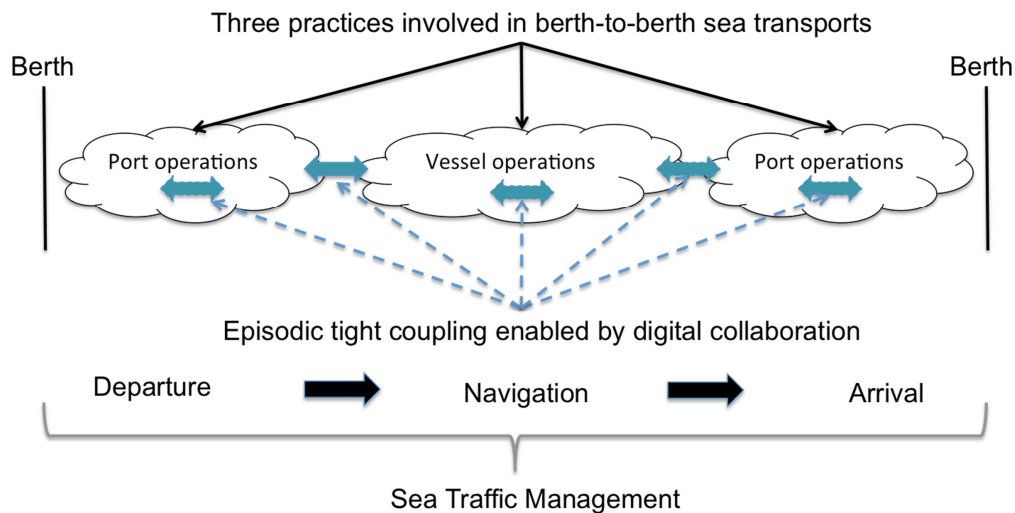 Three practices involved in berth-to-berth sea transports
Berth
Berth
Port operations
Vessel operations
Port operations
Episodic tight coupling enabled by digital collaboration
Departure
Navigation
Arrival
Sea Traffic Management